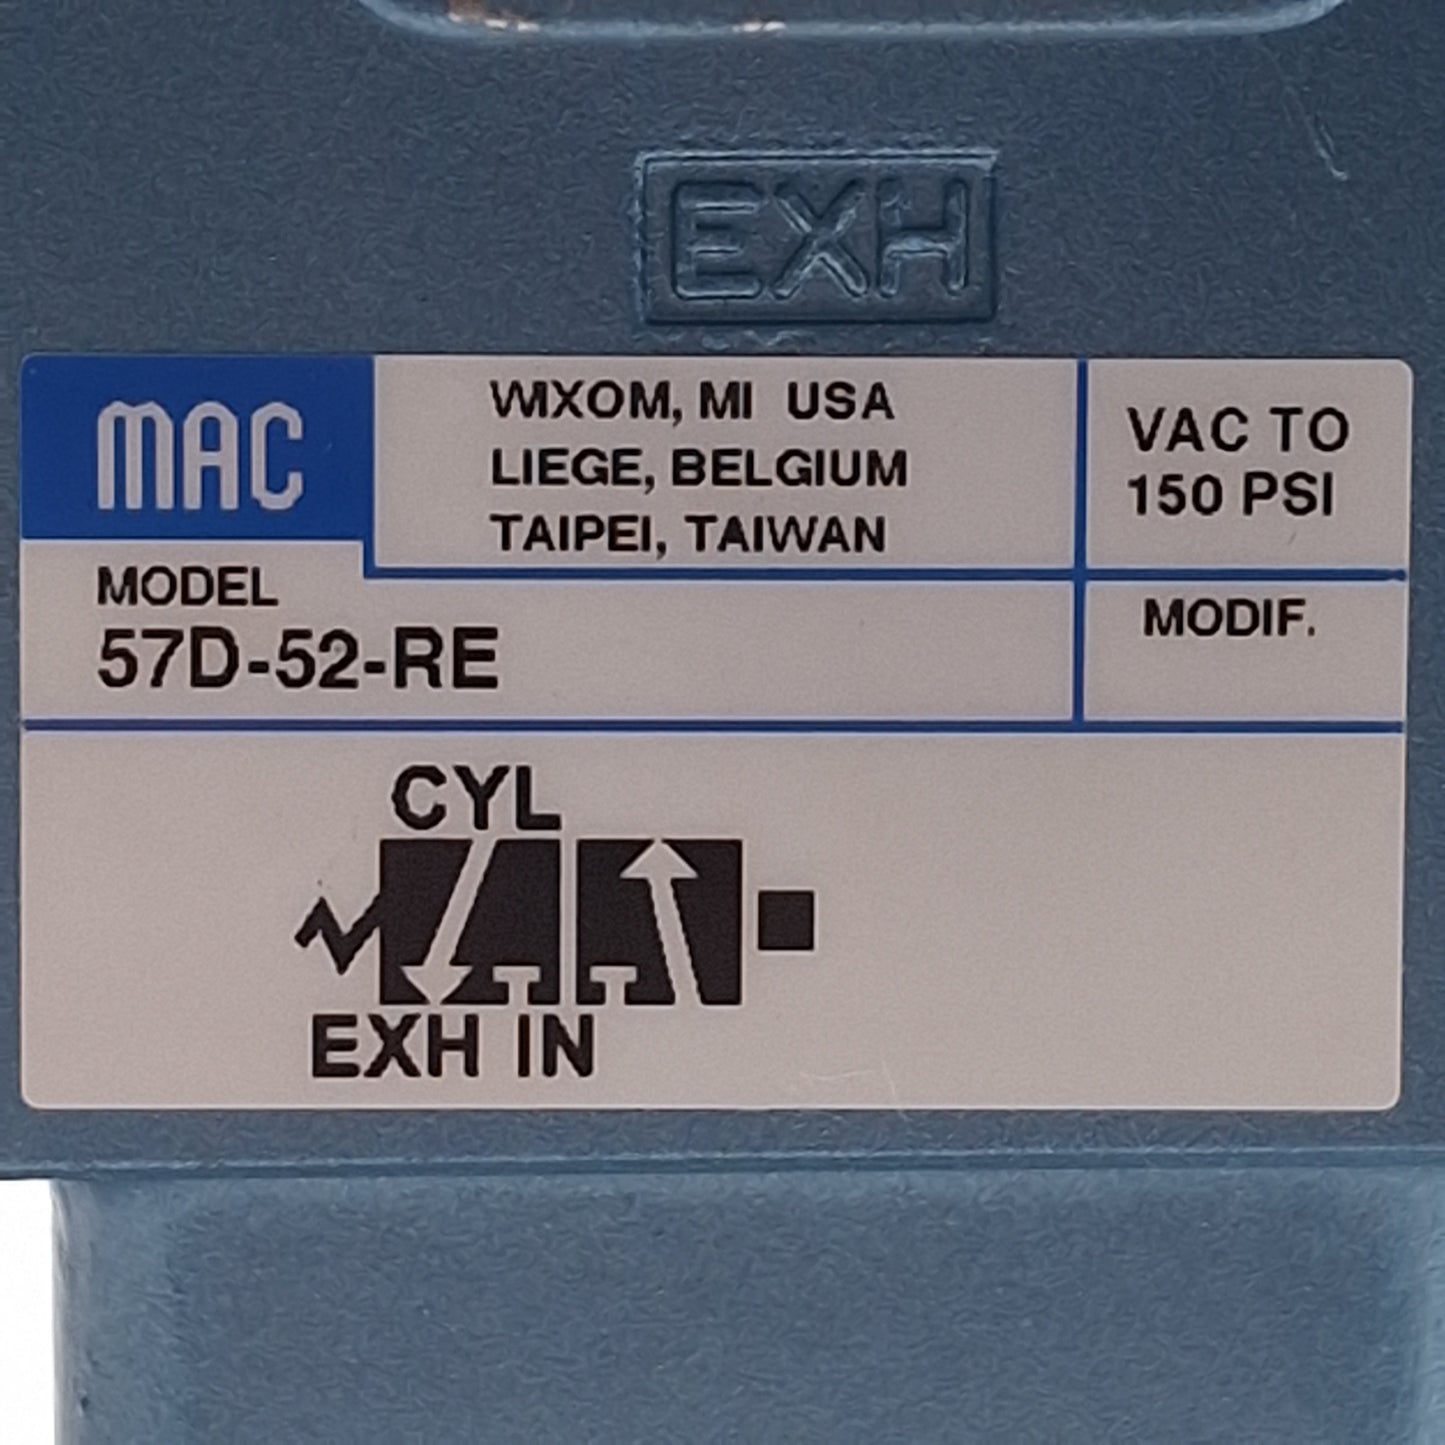 EXH
MAC
WIXOM, MI USA
LIEGE, BELGIUM
TAIPEI, TAIWAN
VAC TO
150 PSI
MODEL
57D-52-RE
MODIF.
CYL
EXH IN